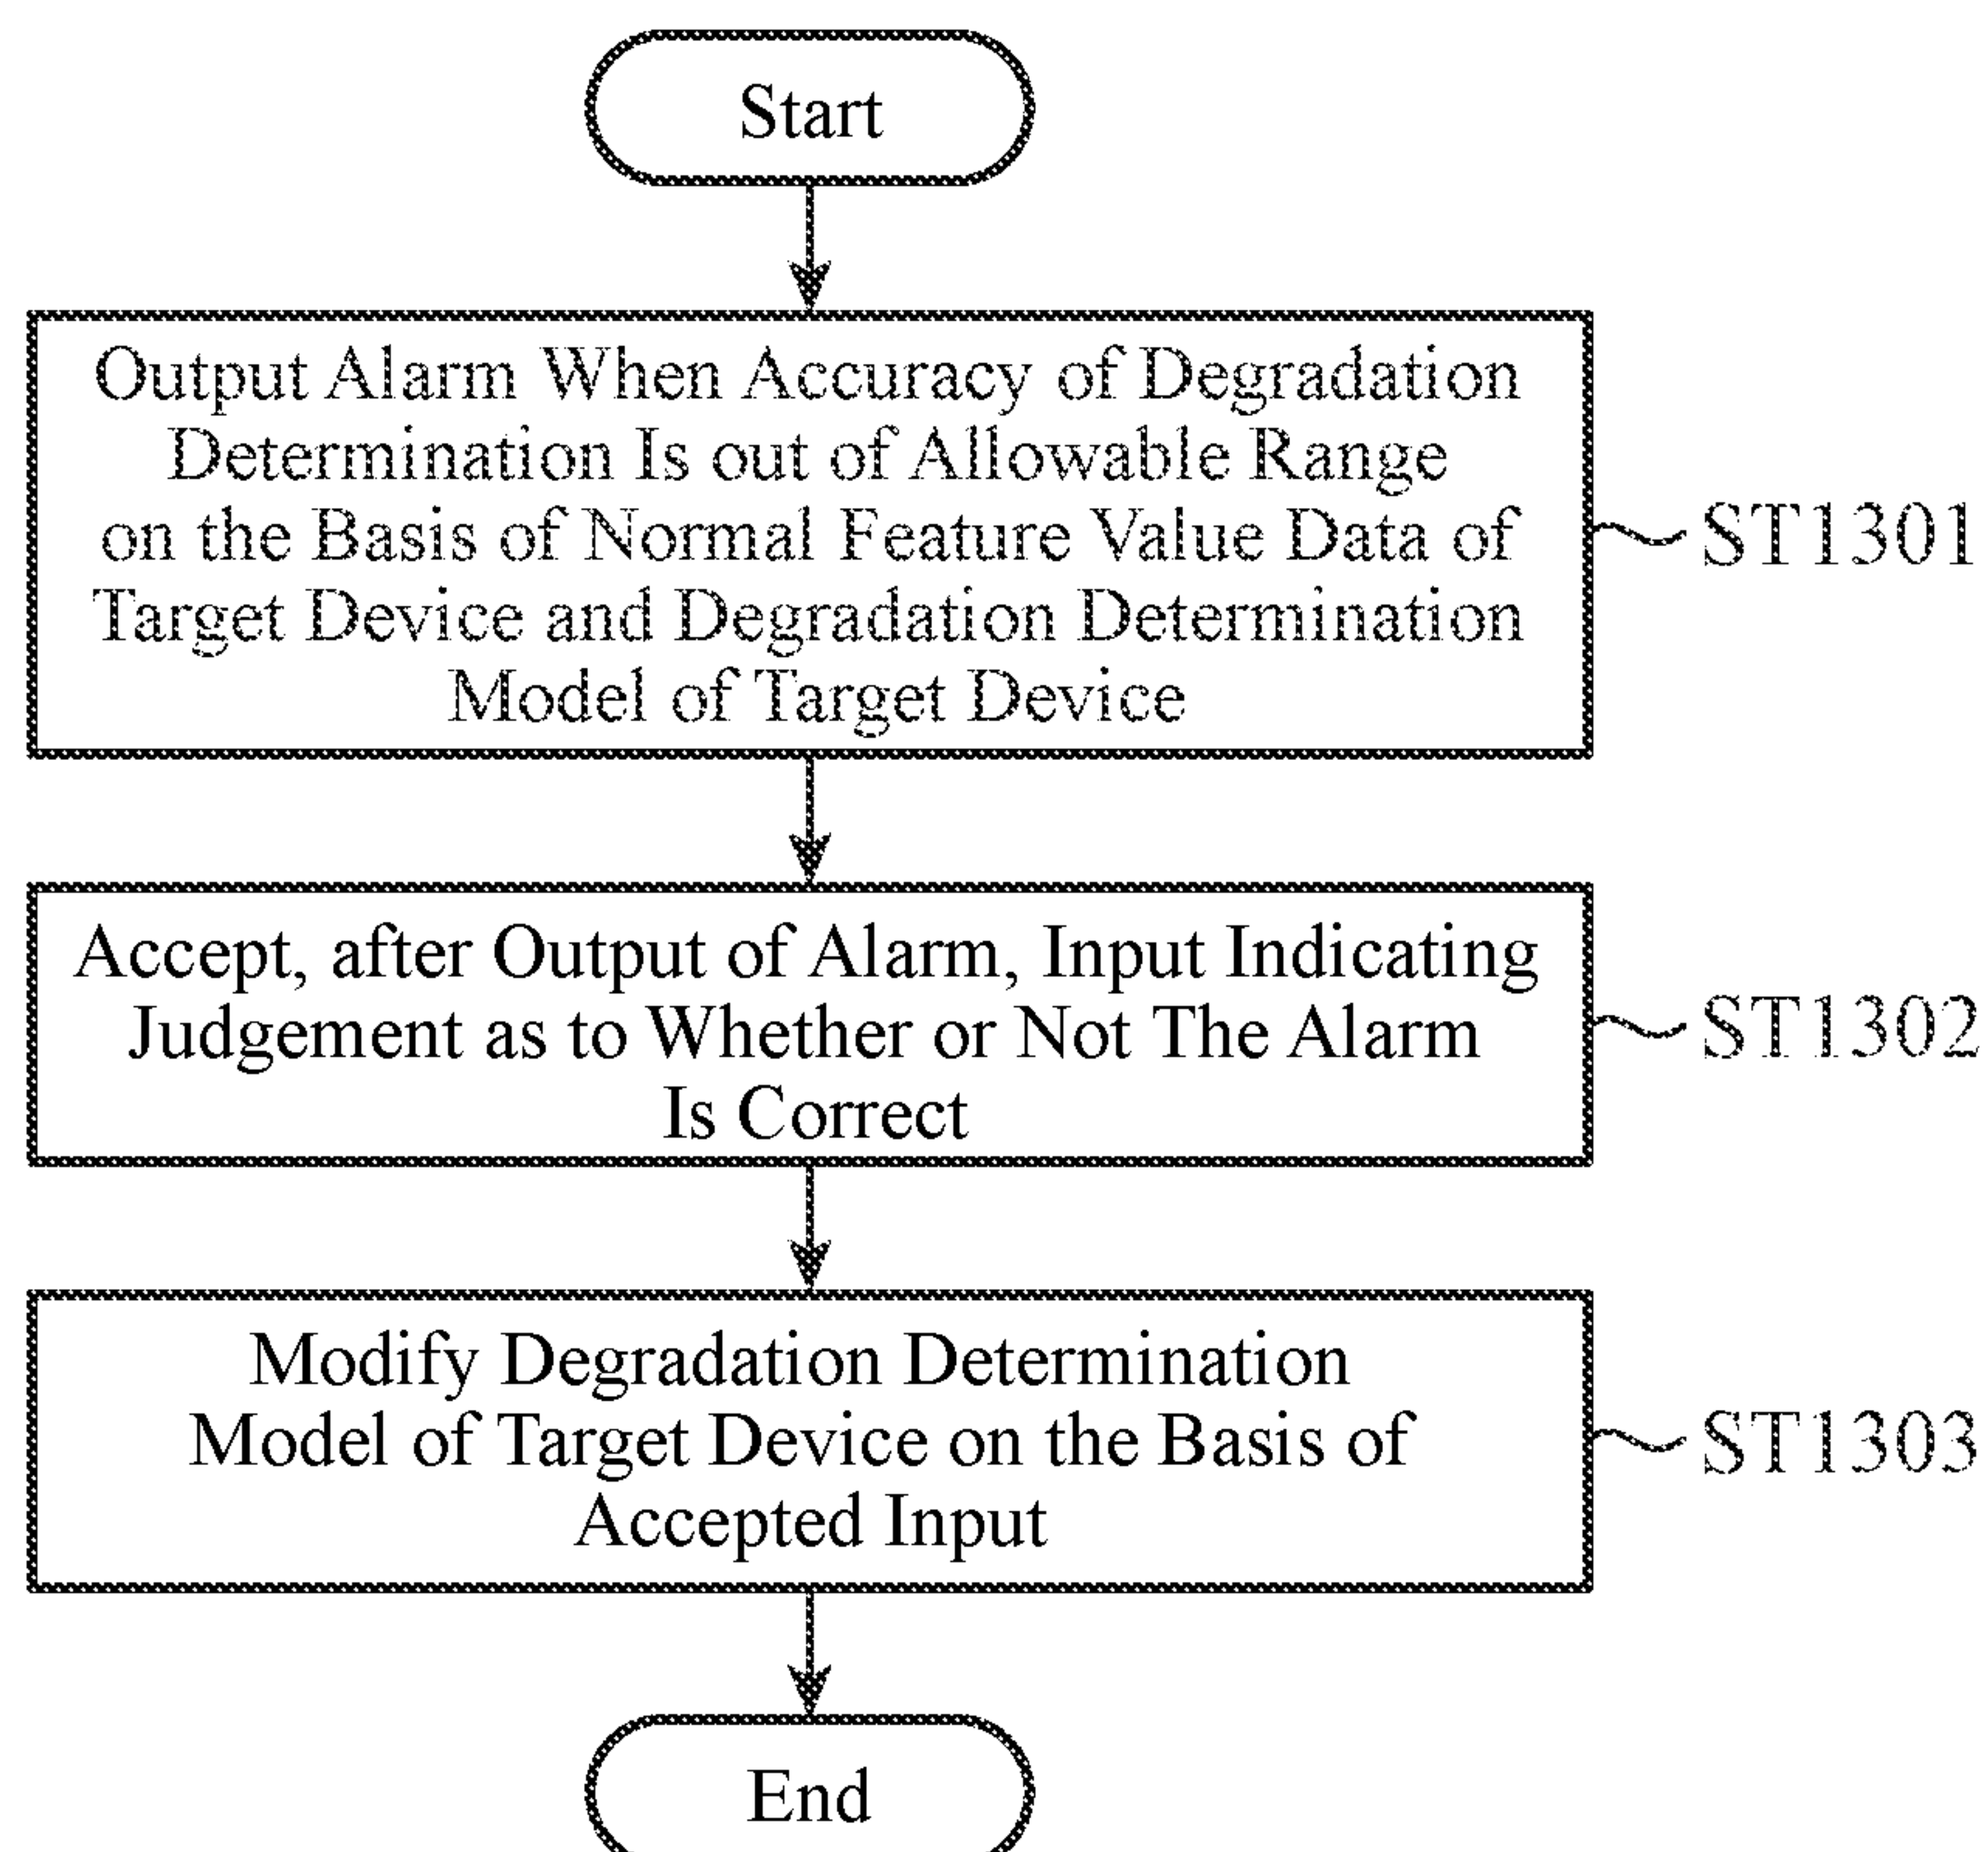 Start
Output Alarm When Accuracy of Degradation
Determination Is out of Allowable Range
on the Basis of Normal Feature Value Data of
Target Device and Degradation Determination
Model of Target Device
ST1301
Accept, after Output of Alarm, Input Indicating
Judgement as to Whether or Not The Alarm
Is Correct
ST1302
Modify Degradation Determination
Model of Target Device on the Basis of
Accepted Input
ST1303
End